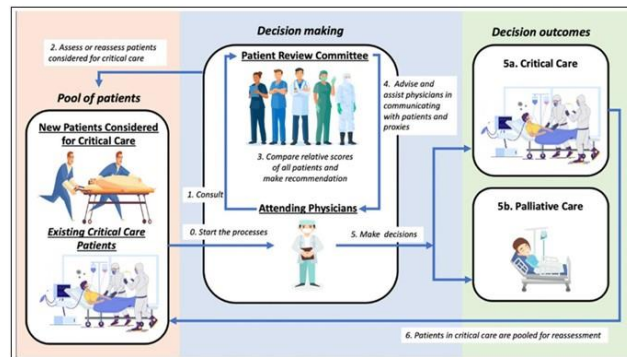 Decision making
Decision outcomes
2. Assess or reassess patients
considered for critical care
Pool of patients
New Patients Considered
for Critical Care
Existing Critical Care
Patients
Patient Review Committee
3. Compare relative scores
of all patients and
make recommendation
4. Advise and
assist physicians in
communicating
with patients and
proxies
1. Consult
Attending Physicians
0. Start the processes
5. Make decisions
5a. Critical Care
5b. Palliative Care
6. Patients in critical care are pooled for reassessment